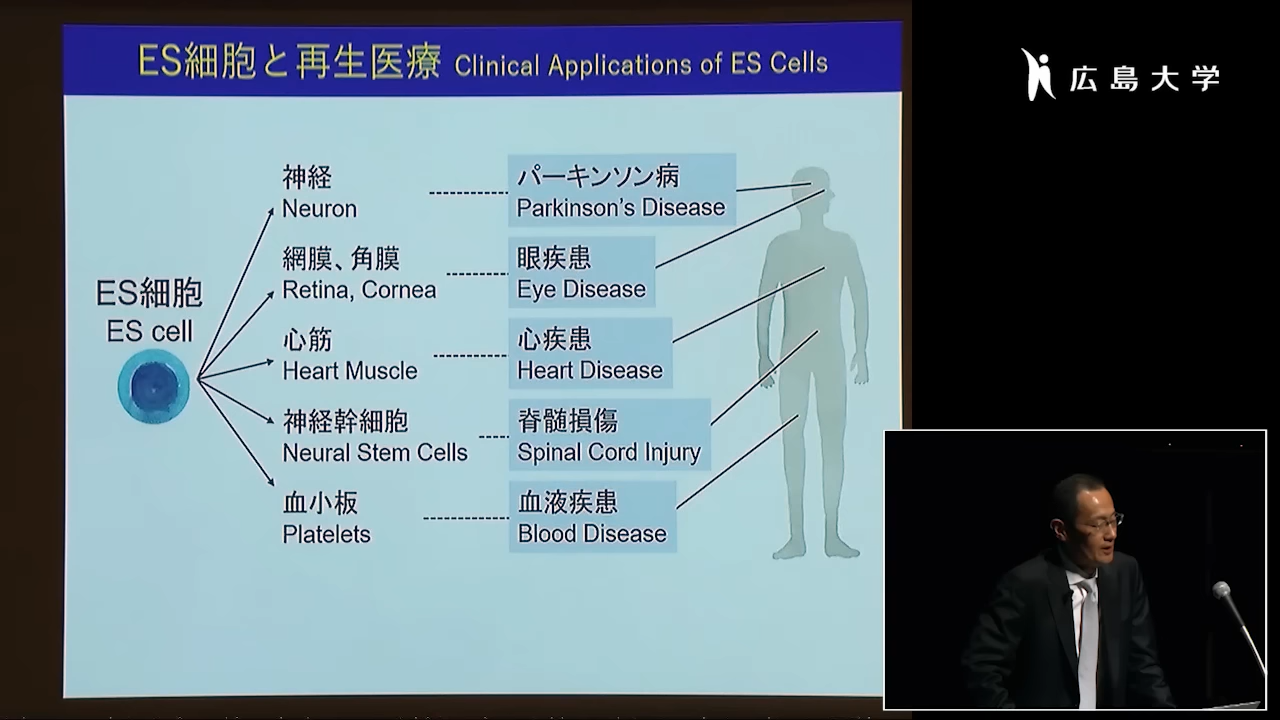 ES細胞と再生医療 Clinical Applications of ES Cells
広島大学
神経
Neuron
パーキンソン病
Parkinson's Disease
網膜、角膜
Retina, Cornea
眼疾患
Eye Disease
ES細胞
ES cell
心筋
Heart Muscle
心疾患
Heart Disease
神経幹細胞
Neural Stem Cells
脊髄損傷
Spinal Cord Injury
血小板
Platelets
血液疾患
Blood Disease